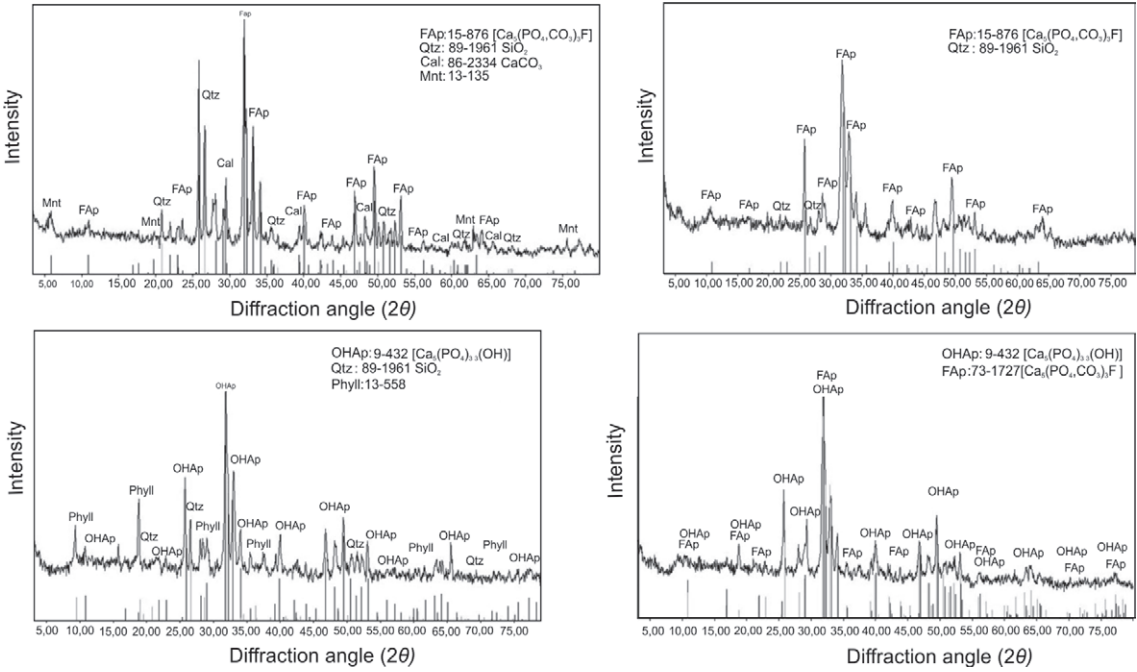 FAp
FAp:15-876 [Ca₅(PO₄,CO₃)₃F]
Qtz: 89-1961 SiO₂
Cal: 86-2334 CaCO₃
Mnt: 13-135
Intensity
Qtz
FAp
Cal
FAp
FAp
FAp
FAp
Mnt
FAp
Mnt
Qtz
FAp
Qtz
Cal
FAp
FAp
Cal
Qtz
FAp
Cal
Mnt
Qtz
FAp
Cal
Qtz
Mnt
5,00 10,00 15,00 20,00 25,00 30,00 35,00 40,00 45,00 50,00 55,00 60,00 65,00 70,00 75,00
Diffraction angle (2θ)
FAp:15-876 [Ca₅(PO₄,CO₃)₃F]
Qtz: 89-1961 SiO₂
Intensity
FAp
FAp
FAp
FAp
FAp
FAp
FAp
FAp
Qtz
Qtz
FAp
FAp
FAp
FAp
5,00 10,00 15,00 20,00 25,00 30,00 35,00 40,00 45,00 50,00 55,00 60,00 65,00 70,00 75,00
Diffraction angle (2θ)
OHAp: 9-432 [Ca₅(PO₄)₃.₃(OH)]
Qtz: 89-1961 SiO₂
Phyll:13-558
Intensity
OHAp
OHAp
OHAp
OHAp
Phyll
Phyll
Qtz
OHAp
Qtz
Phyll
OHAp
Phyll
OHAp
Qtz
OHAp
OHAp
Phyll
OHAp
Qtz
Phyll
OHAp
5,00 10,00 15,00 20,00 25,00 30,00 35,00 40,00 45,00 50,00 55,00 60,00 65,00 70,00 75,00
Diffraction angle (2θ)
OHAp: 9-432 [Ca₅(PO₄)₃.₃(OH)]
FAp:73-1727[Ca₅(PO₄,CO₃)₃F]
Intensity
FAp
OHAp
OHAp
OHAp
OHAp
OHAp
FAp
OHAp
FAp
FAp
FAp
OHAp
FAp
OHAp
OHAp
FAp
OHAp
OHAp
OHAp
FAp
OHAp
FAp
5,00 10,00 15,00 20,00 25,00 30,00 35,00 40,00 45,00 50,00 55,00 60,00 65,00 70,00 75,00 80,00
Diffraction angle (2θ)